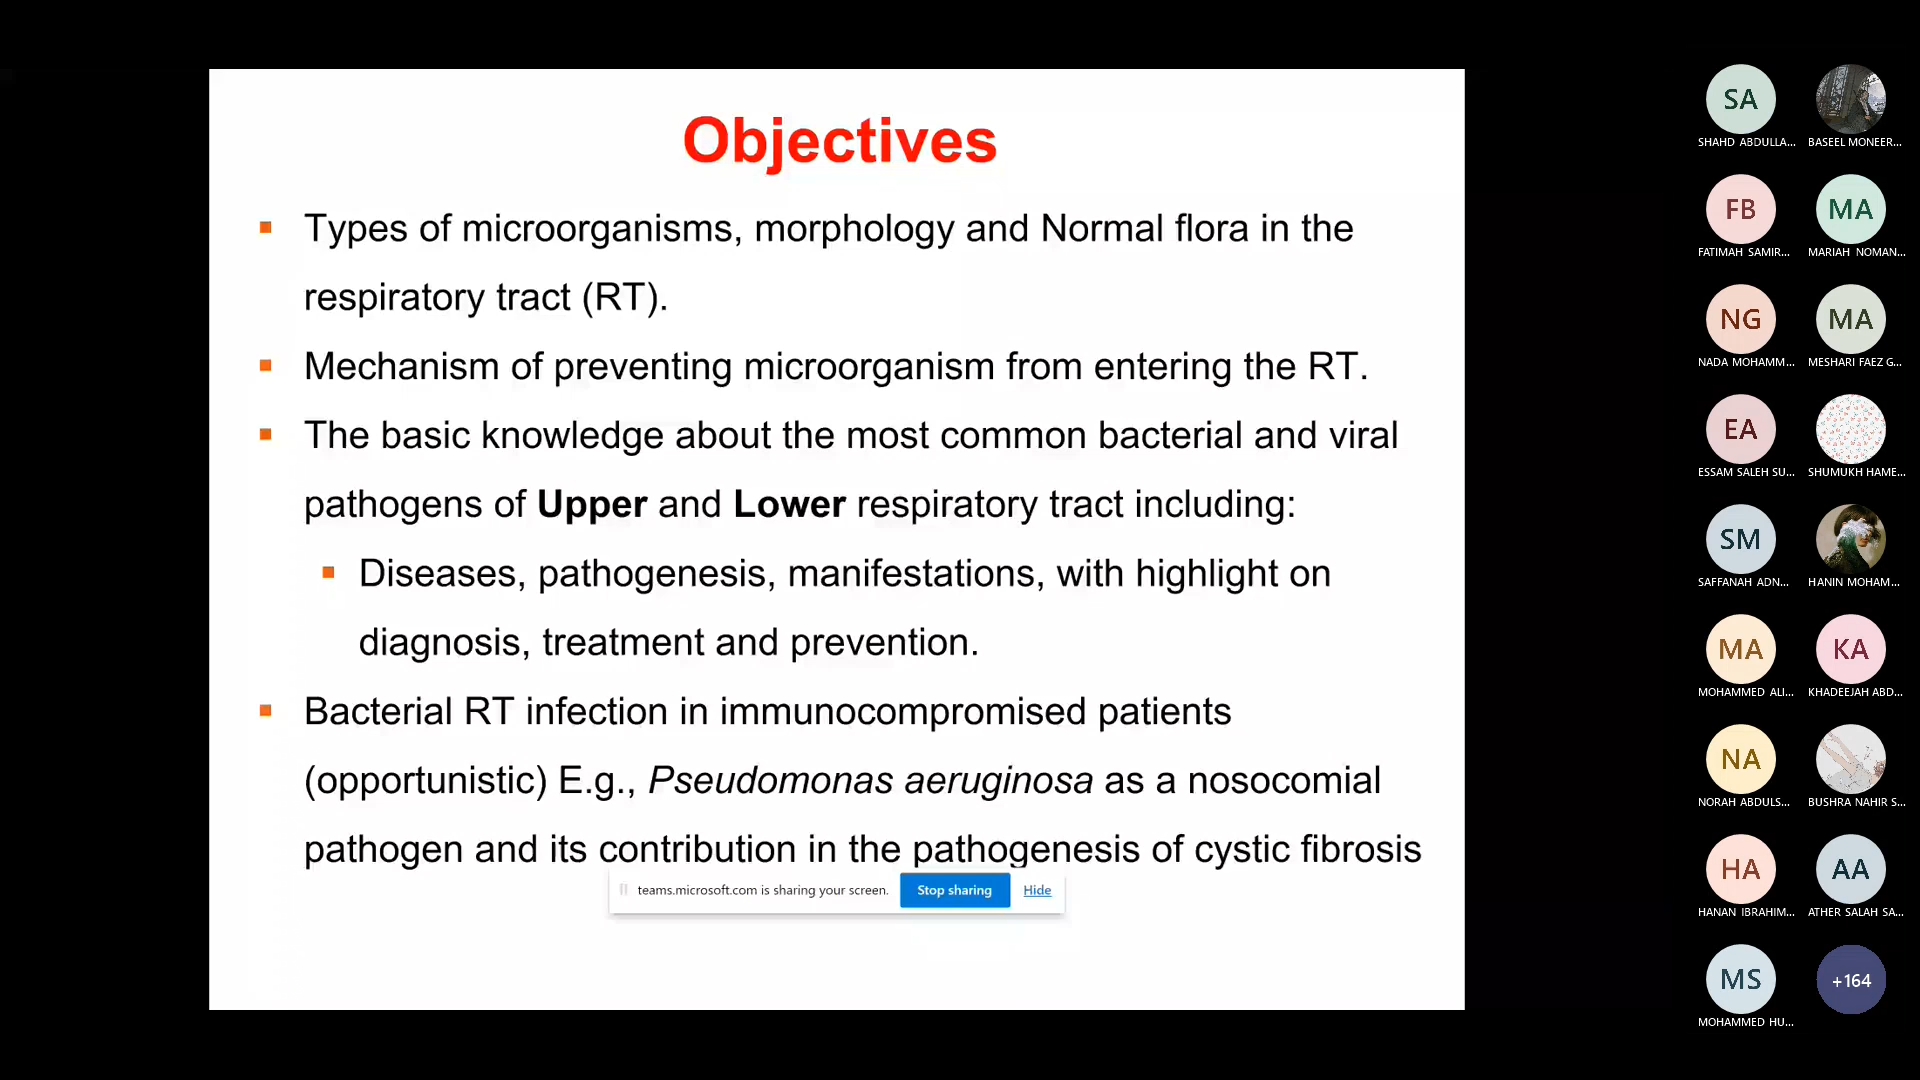 Objectives
Types of microorganisms, morphology and Normal flora in the
respiratory tract (RT).
Mechanism of preventing microorganism from entering the RT.
The basic knowledge about the most common bacterial and viral
pathogens of Upper and Lower respiratory tract including:
Diseases, pathogenesis, manifestations, with highlight on
diagnosis, treatment and prevention.
Bacterial RT infection in immunocompromised patients
(opportunistic) E.g., Pseudomonas aeruginosa as a nosocomial
pathogen and its contribution in the pathogenesis of cystic fibrosis
teams.microsoft.com is sharing your screen. Stop sharing Hide
SA
SHAHD ABDULLA... BASEEL MONEER...
FB MA
FATIMAH SAMIR... MARIAH NOMAN...
NG MA
NADA MOHAMM... MESHARI FAEZ G...
EA
ESSAM SALEH SU... SHUMUKH HAME...
SM
SAFFANAH ADN... HANIN MOHAM...
MA KA
MOHAMMED ALI... KHADEEJAH ABD...
NA
NORAH ABDULS... BUSHRA NAHIR S...
HA AA
HANAN IBRAHIM... ATHER SALAH SA...
MS +164
MOHAMMED HU...